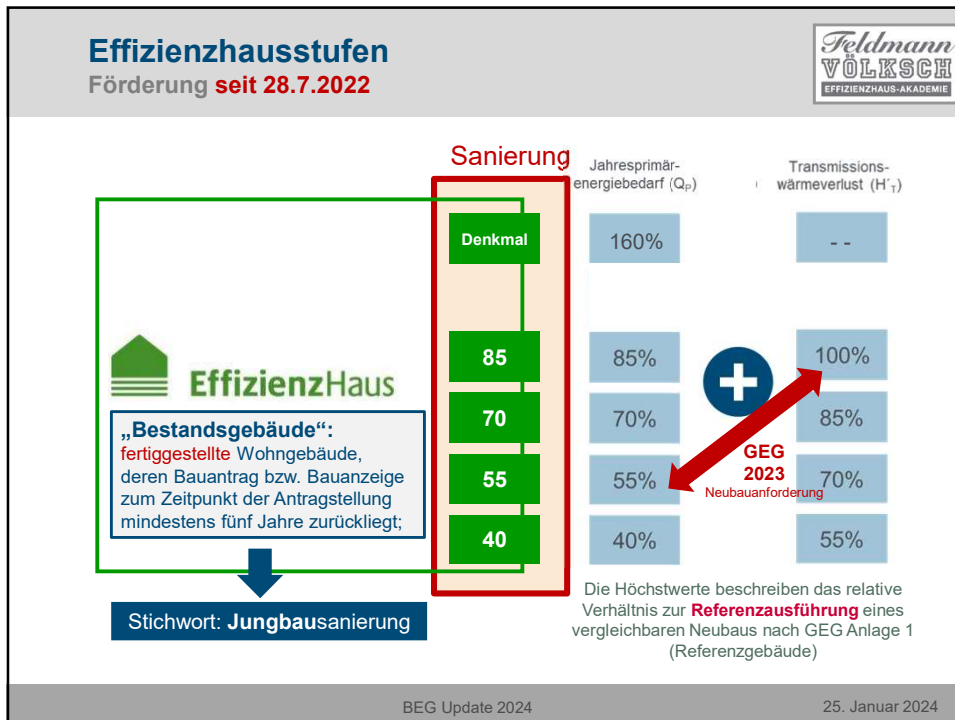 Effizienzhausstufen
Förderung seit 28.7.2022
Feldmann
VÖLKSCH
EFFIZIENZHAUS-AKADEMIE
Sanierung
Jahresprimär-
energiebedarf (QP)
Transmissions-
wärmeverlust (H´T)
Denkmal
160%
- -
85
85%
100%
70
70%
85%
55
55%
70%
40
40%
55%
+
GEG
2023
Neubauanforderung
EffizienzHaus
„Bestandsgebäude“:
fertiggestellte Wohngebäude,
deren Bauantrag bzw. Bauanzeige
zum Zeitpunkt der Antragstellung
mindestens fünf Jahre zurückliegt;
Stichwort: Jungbausanierung
Die Höchstwerte beschreiben das relative
Verhältnis zur Referenzausführung eines
vergleichbaren Neubaus nach GEG Anlage 1
(Referenzgebäude)
BEG Update 2024
25. Januar 2024